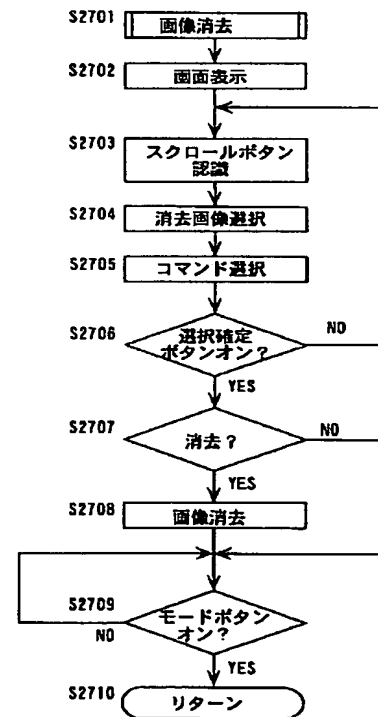 S2701 画像消去
S2702 画面表示
S2703 スクロールボタン
認識
S2704 消去画像選択
S2705 コマンド選択
S2706 選択確定
ボタンオン？ NO
YES
S2707 消去？ NO
YES
S2708 画像消去
S2709 モードボタン
オン？
NO
YES
S2710 リターン